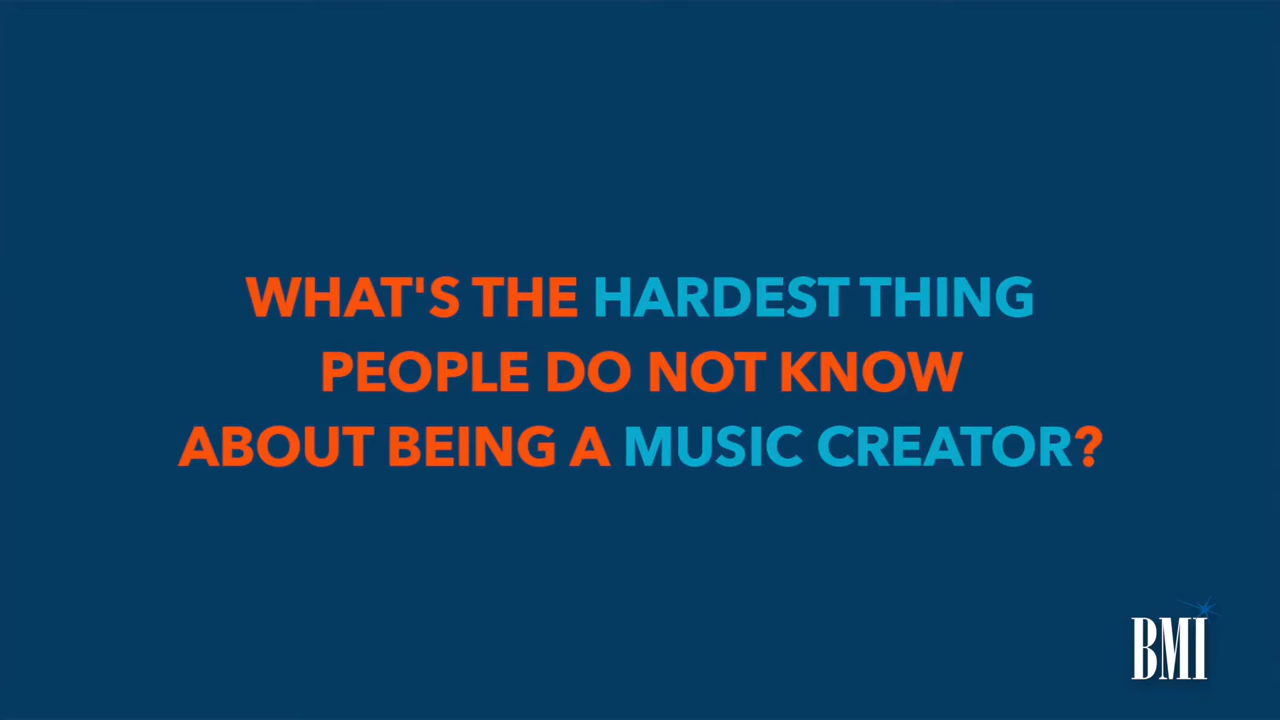 WHAT'S THE HARDEST THING
PEOPLE DO NOT KNOW
ABOUT BEING A MUSIC CREATOR?
BMI